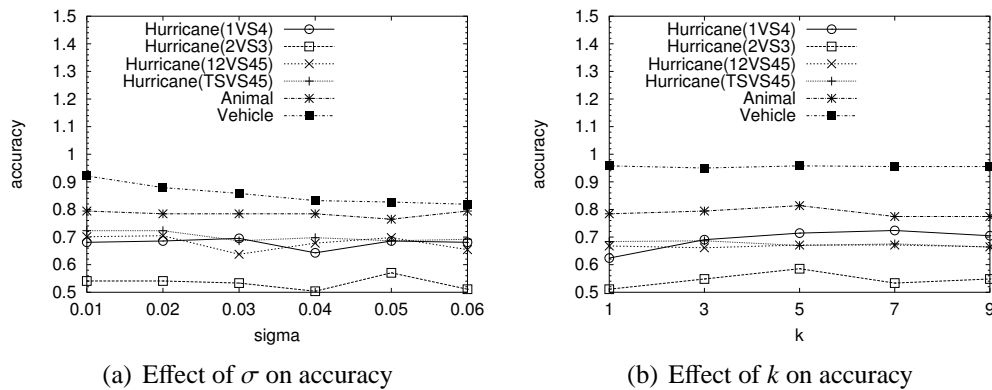 1.5
1.4
1.3
1.2
1.1
1
0.9
0.8
0.7
0.6
0.5
accuracy
Hurricane(1VS4)
Hurricane(2VS3)
Hurricane(12VS45)
Hurricane(TSVS45)
Animal
Vehicle
0.01 0.02 0.03 0.04 0.05 0.06
sigma
(a) Effect of σ on accuracy
1.5
1.4
1.3
1.2
1.1
1
0.9
0.8
0.7
0.6
0.5
accuracy
Hurricane(1VS4)
Hurricane(2VS3)
Hurricane(12VS45)
Hurricane(TSVS45)
Animal
Vehicle
1 3 5 7 9
k
(b) Effect of k on accuracy